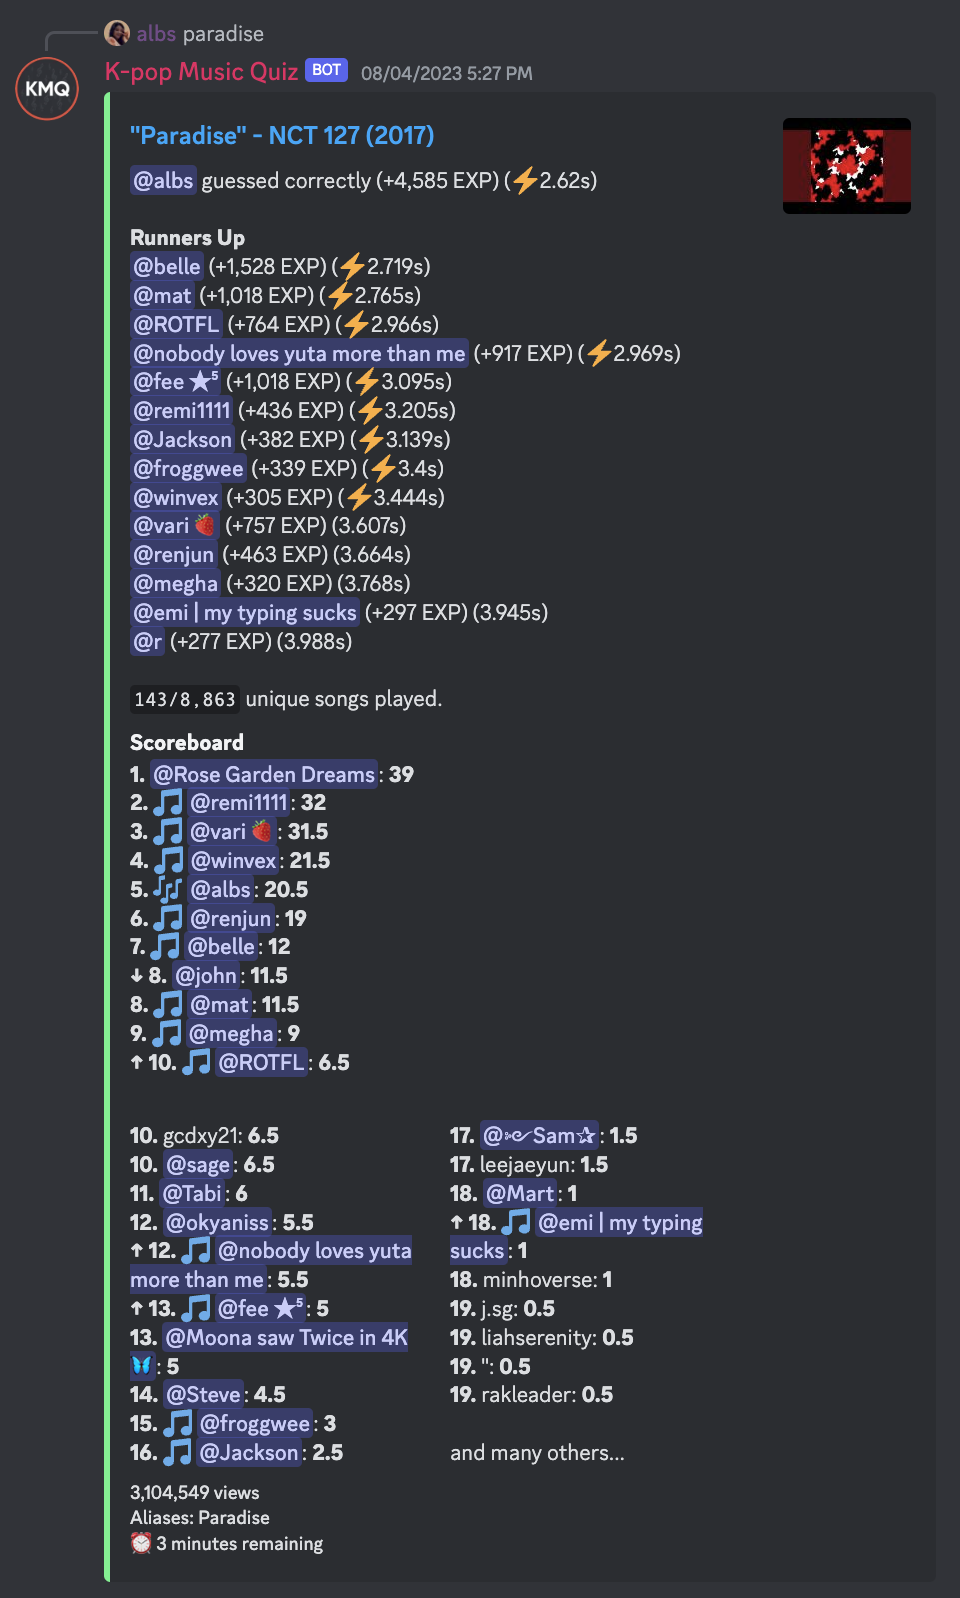 albs paradise
KMQ
K-pop Music Quiz BOT 08/04/2023 5:27 PM
"Paradise" - NCT 127 (2017)
@albs guessed correctly (+4,585 EXP) (⚡2.62s)
Runners Up
@belle (+1,528 EXP) (⚡2.719s)
@mat (+1,018 EXP) (⚡2.765s)
@ROTFL (+764 EXP) (⚡2.966s)
@nobody loves yuta more than me (+917 EXP) (⚡2.969s)
@fee ★⁵ (+1,018 EXP) (⚡3.095s)
@remi1111 (+436 EXP) (⚡3.205s)
@Jackson (+382 EXP) (⚡3.139s)
@froggwee (+339 EXP) (⚡3.4s)
@winvex (+305 EXP) (⚡3.444s)
@vari 🍓 (+757 EXP) (3.607s)
@renjun (+463 EXP) (3.664s)
@megha (+320 EXP) (3.768s)
@emi | my typing sucks (+297 EXP) (3.945s)
@r (+277 EXP) (3.988s)
143/8,863 unique songs played.
Scoreboard
1. @Rose Garden Dreams: 39
2. 🎵 @remi1111: 32
3. 🎵 @vari 🍓: 31.5
4. 🎵 @winvex: 21.5
5. 🎶 @albs: 20.5
6. 🎵 @renjun: 19
7. 🎵 @belle: 12
↓ 8. @john: 11.5
8. 🎵 @mat: 11.5
9. 🎵 @megha: 9
↑ 10. 🎵 @ROTFL: 6.5
10. gcdxy21: 6.5
10. @sage: 6.5
11. @Tabi: 6
12. @okyaniss: 5.5
↑ 12. 🎵 @nobody loves yuta
more than me: 5.5
↑ 13. 🎵 @fee ★⁵: 5
13. @Moona saw Twice in 4K
🦋: 5
14. @Steve: 4.5
15. 🎵 @froggwee: 3
16. 🎵 @Jackson: 2.5
17. @༻Sam✰: 1.5
17. leejaeyun: 1.5
18. @Mart: 1
↑ 18. 🎵 @emi | my typing
sucks: 1
18. minhoverse: 1
19. j.sg: 0.5
19. liahserenity: 0.5
19. ": 0.5
19. rakleader: 0.5
and many others...
3,104,549 views
Aliases: Paradise
⏰ 3 minutes remaining